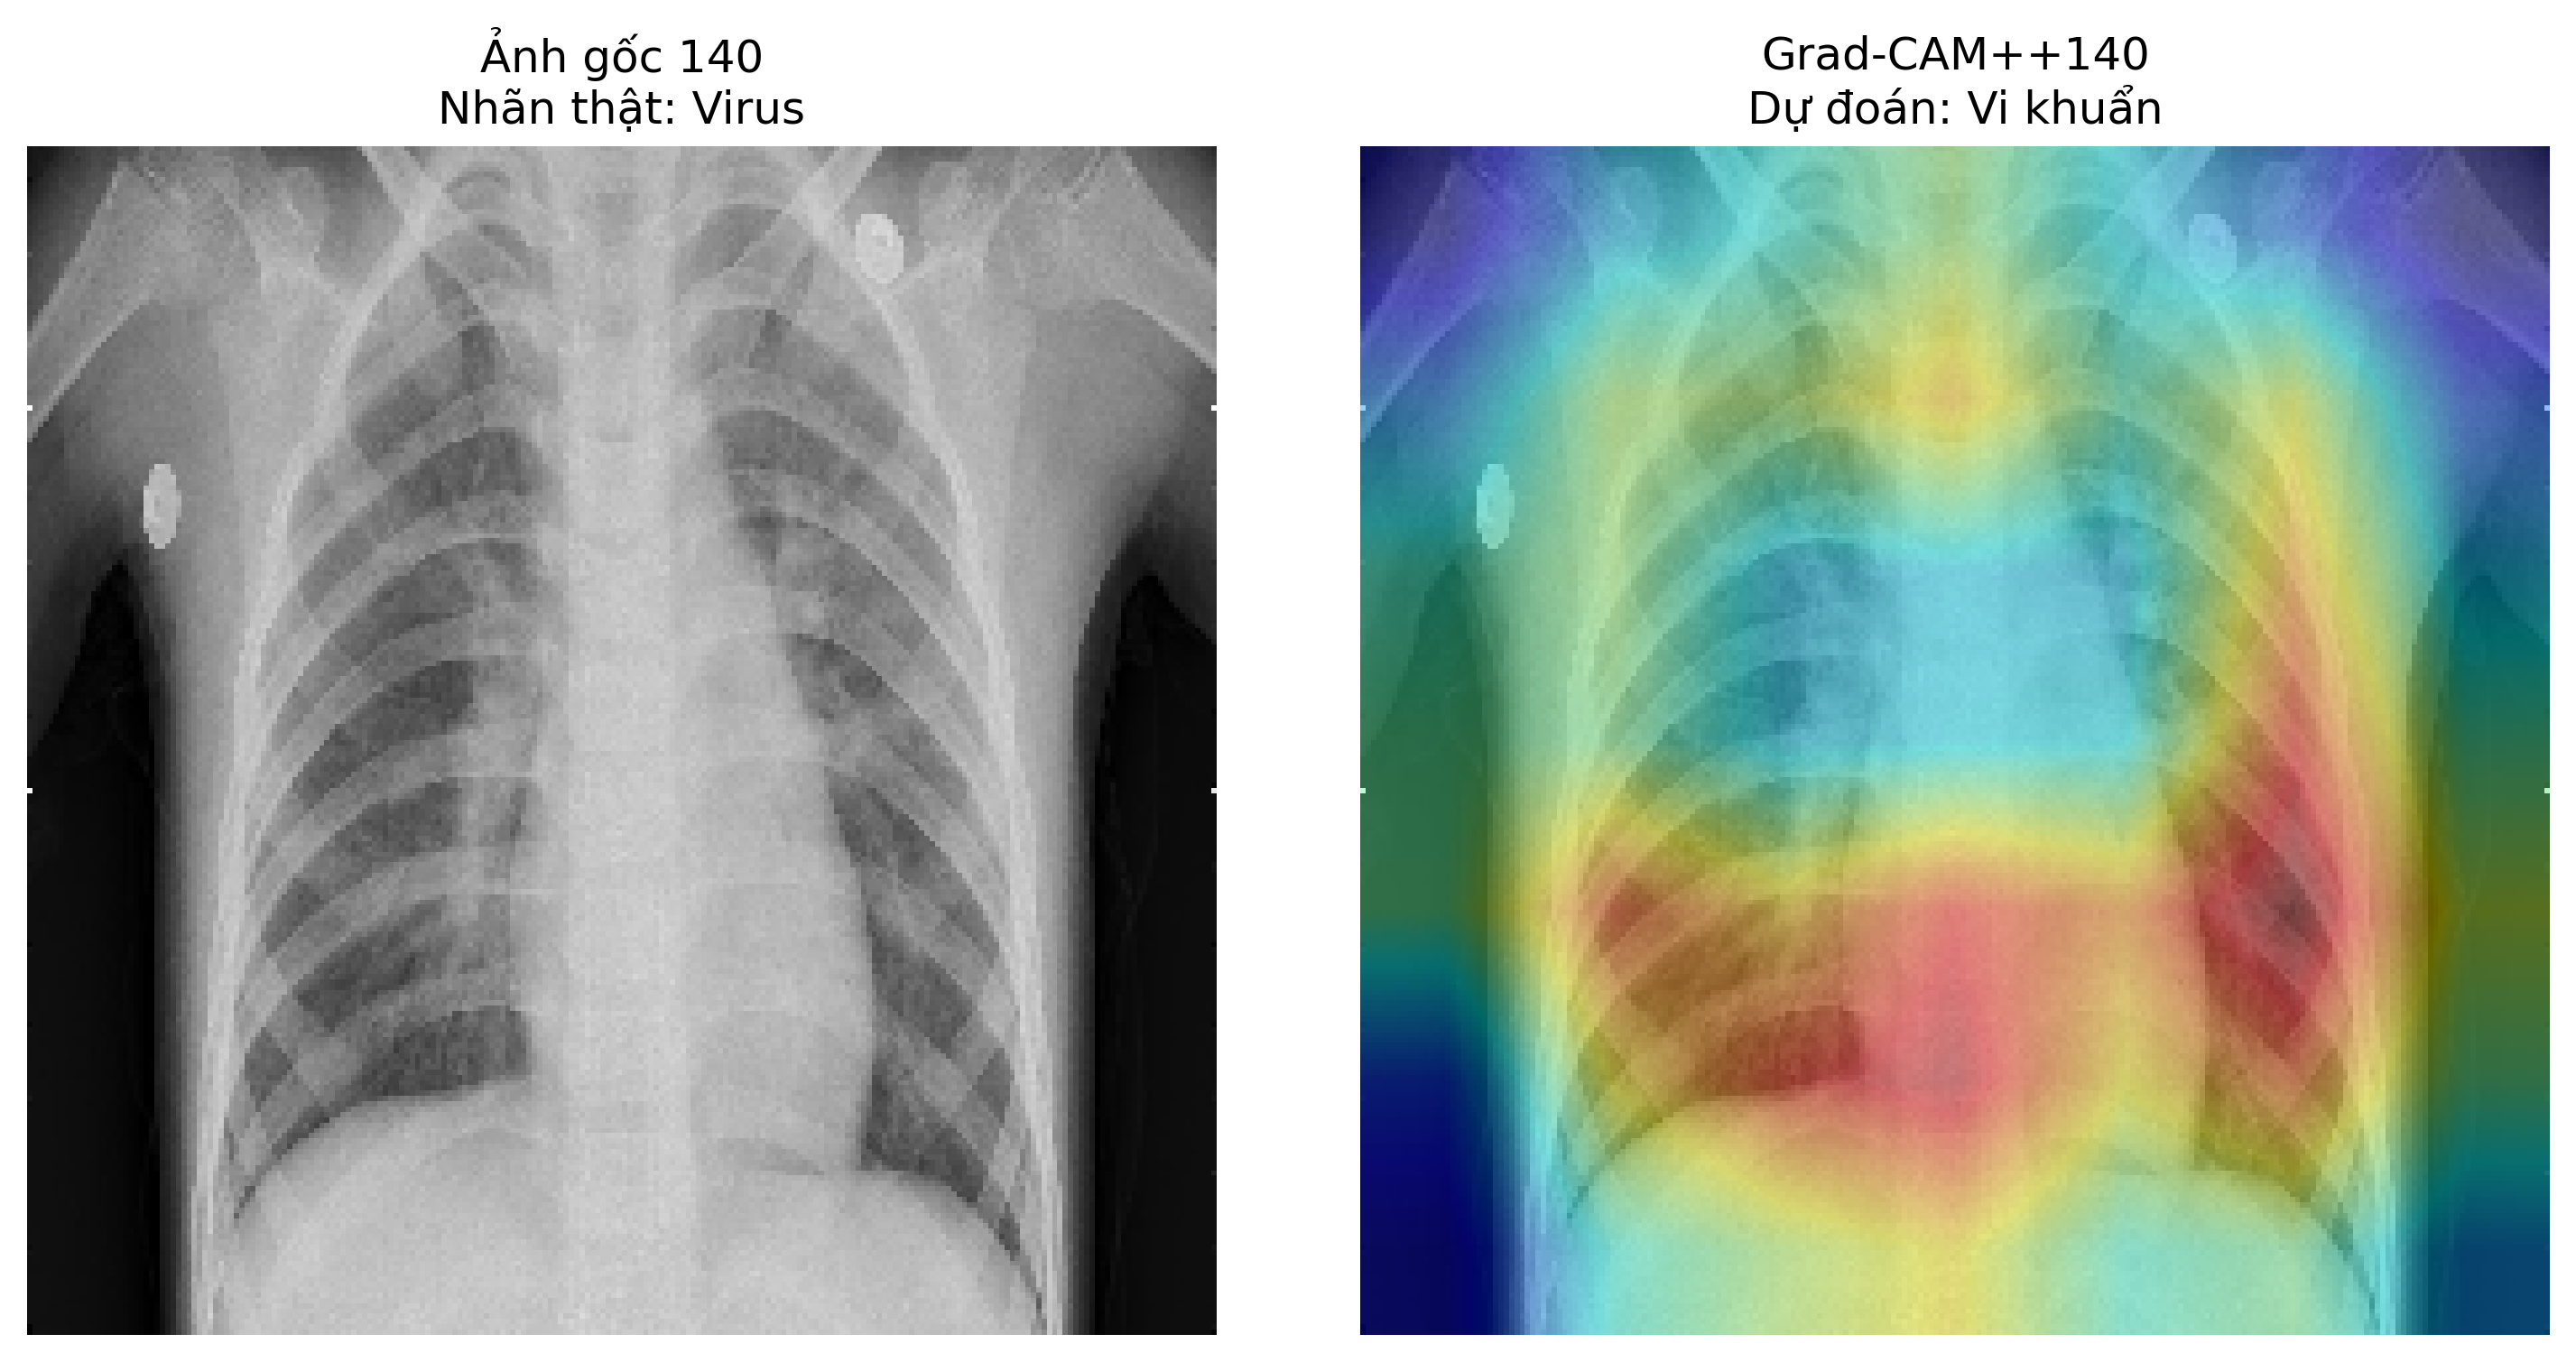 Ảnh gốc 140
Nhãn thật: Virus
Grad-CAM++140
Dự đoán: Vi khuẩn